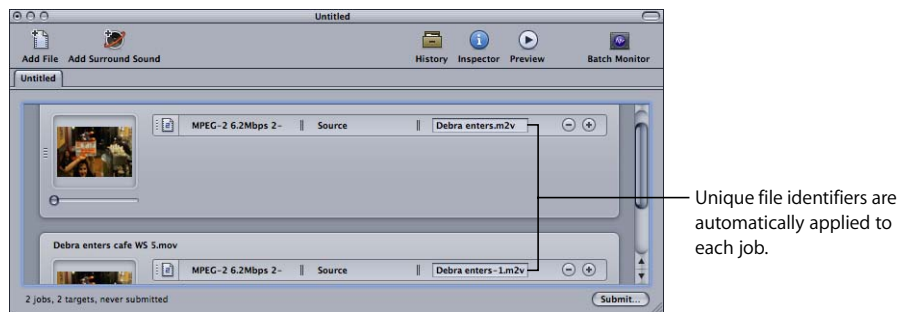 Untitled
Add File Add Surround Sound History Inspector Preview Batch Monitor
Untitled
MPEG-2 6.2Mbps 2- Source Debra enters.m2v
Unique file identifiers are
automatically applied to
each job.
Debra enters cafe WS 5.mov
MPEG-2 6.2Mbps 2- Source Debra enters-1.m2v
2 jobs, 2 targets, never submitted Submit...